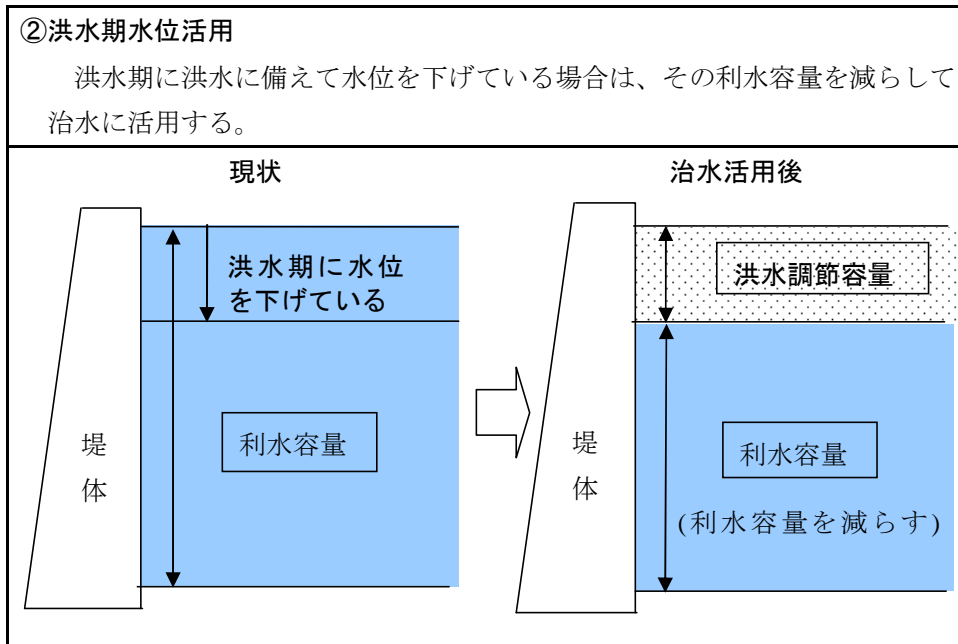 ②洪水期水位活用
洪水期に洪水に備えて水位を下げている場合は、その利水容量を減らして
治水に活用する。
現状
治水活用後
洪水期に水位
を下げている
利水容量
堤
体
洪水調節容量
利水容量
(利水容量を減らす)
堤
体